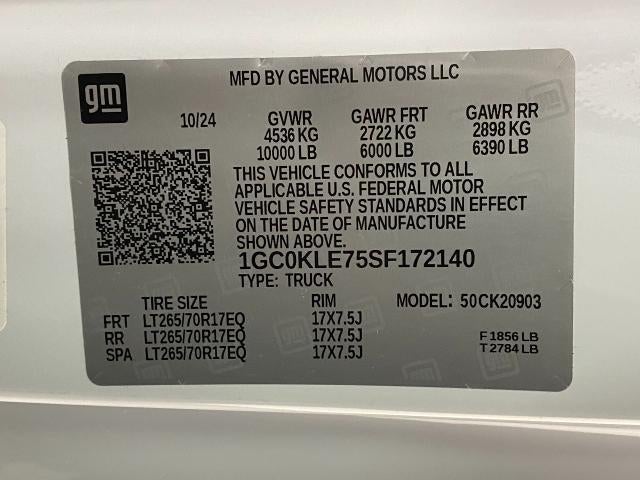 gm
MFD BY GENERAL MOTORS LLC
10/24 GVWR GAWR FRT GAWR RR
4536 KG 2722 KG 2898 KG
10000 LB 6000 LB 6390 LB
THIS VEHICLE CONFORMS TO ALL
APPLICABLE U.S. FEDERAL MOTOR
VEHICLE SAFETY STANDARDS IN EFFECT
ON THE DATE OF MANUFACTURE
SHOWN ABOVE.
1GC0KLE75SF172140
TYPE: TRUCK
TIRE SIZE RIM MODEL: 50CK20903
FRT LT265/70R17EQ 17X7.5J
RR LT265/70R17EQ 17X7.5J F 1856 LB
SPA LT265/70R17EQ 17X7.5J T 2784 LB